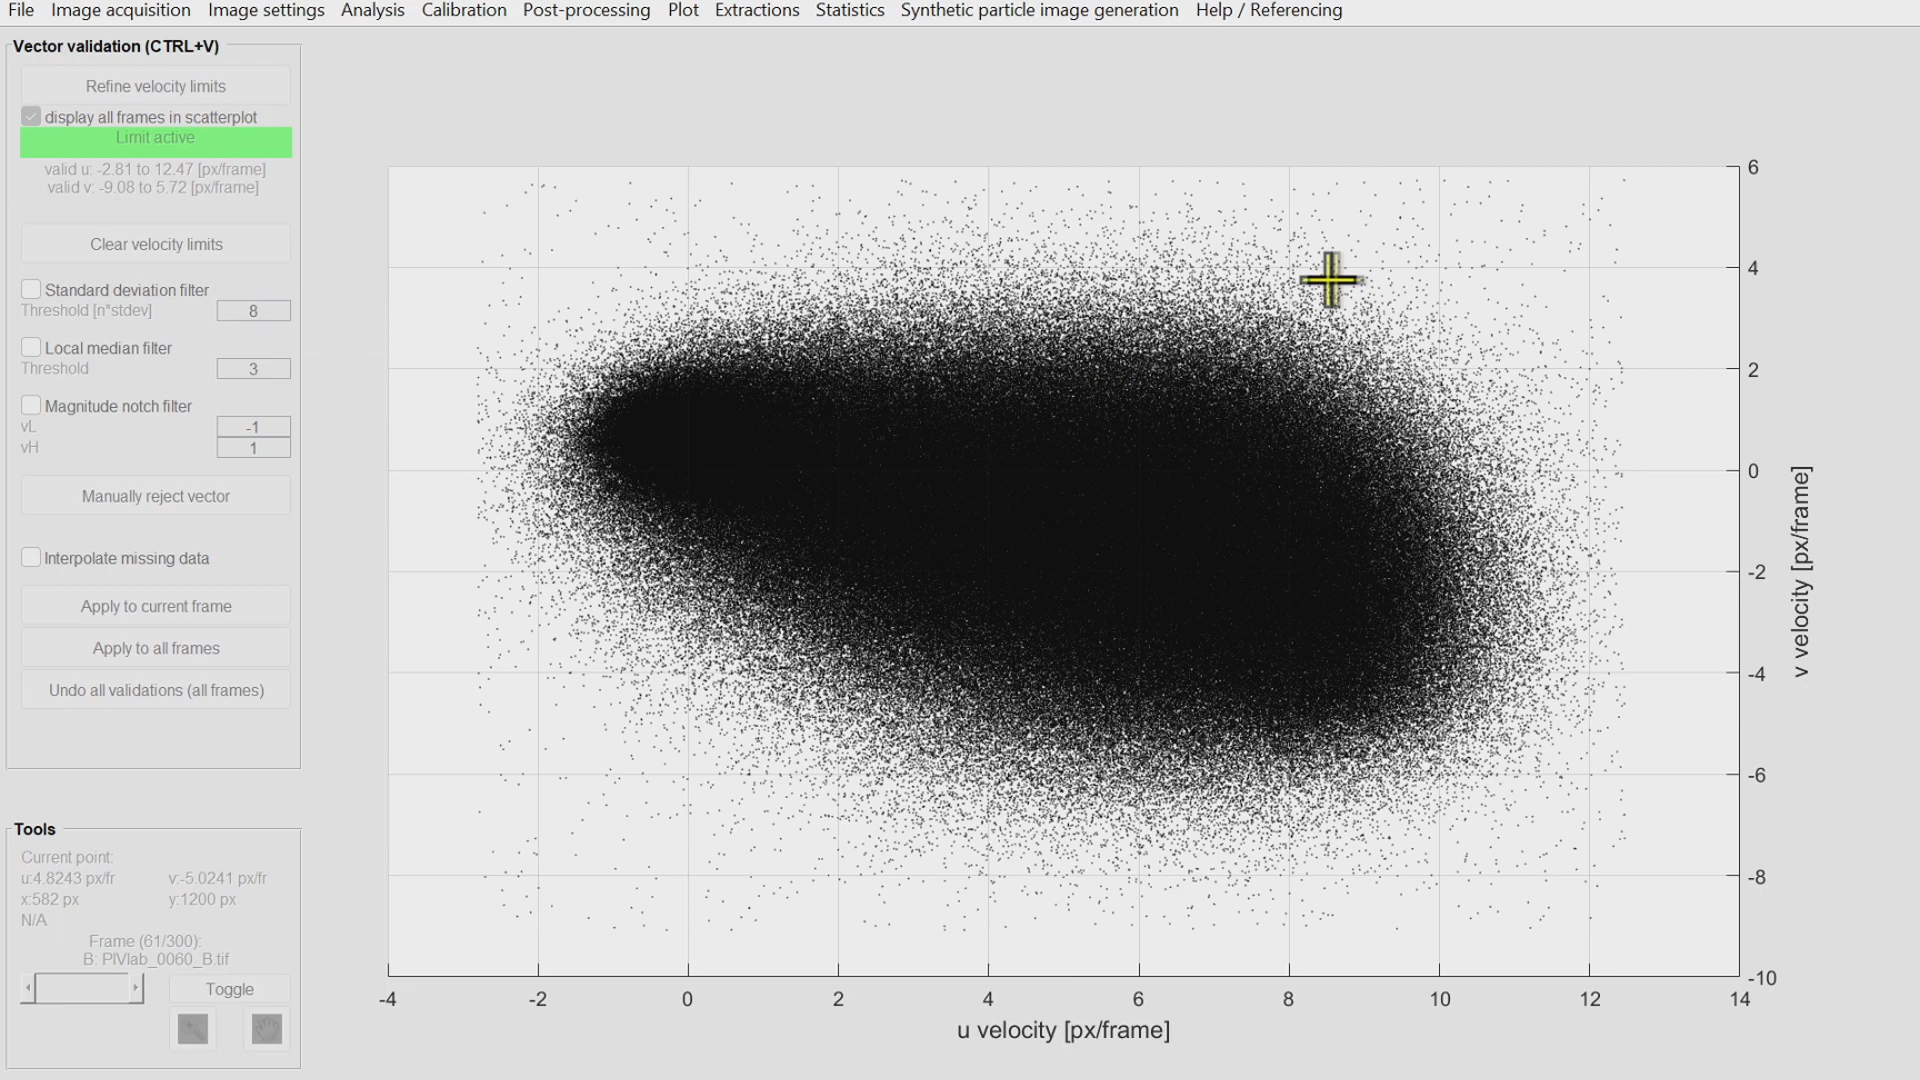 File Image acquisition Image settings Analysis Calibration Post-processing Plot Extractions Statistics Synthetic particle image generation Help / Referencing
Vector validation (CTRL+V)
Refine velocity limits
display all frames in scatterplot
Limit active
valid u: -2.81 to 12.47 [px/frame]
valid v: -9.08 to 5.72 [px/frame]
Clear velocity limits
Standard deviation filter
Threshold [n*stdev] 8
Local median filter
Threshold 3
Magnitude notch filter
vL -1
vH 1
Manually reject vector
Interpolate missing data
Apply to current frame
Apply to all frames
Undo all validations (all frames)
Tools
Current point:
u:4.8243 px/fr v:-5.0241 px/fr
x:582 px y:1200 px
N/A
Frame (61/300):
B: PIVlab_0060_B.tif
Toggle
6
4
2
0
-2
-4
-6
-8
-10
v velocity [px/frame]
-4 -2 0 2 4 6 8 10 12 14
u velocity [px/frame]